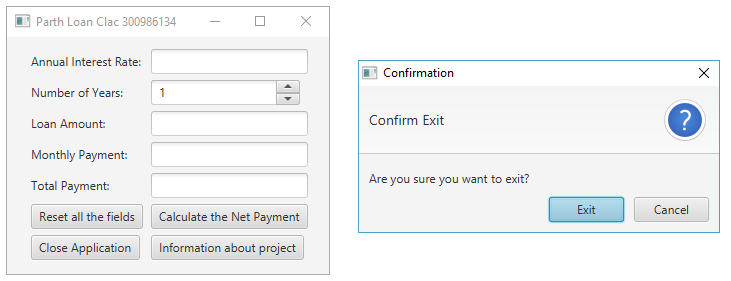 Parth Loan Clac 300986134
Annual Interest Rate:
Number of Years: 1
Loan Amount:
Monthly Payment:
Total Payment:
Reset all the fields Calculate the Net Payment
Close Application Information about project
Confirmation
Confirm Exit
?
Are you sure you want to exit?
Exit Cancel